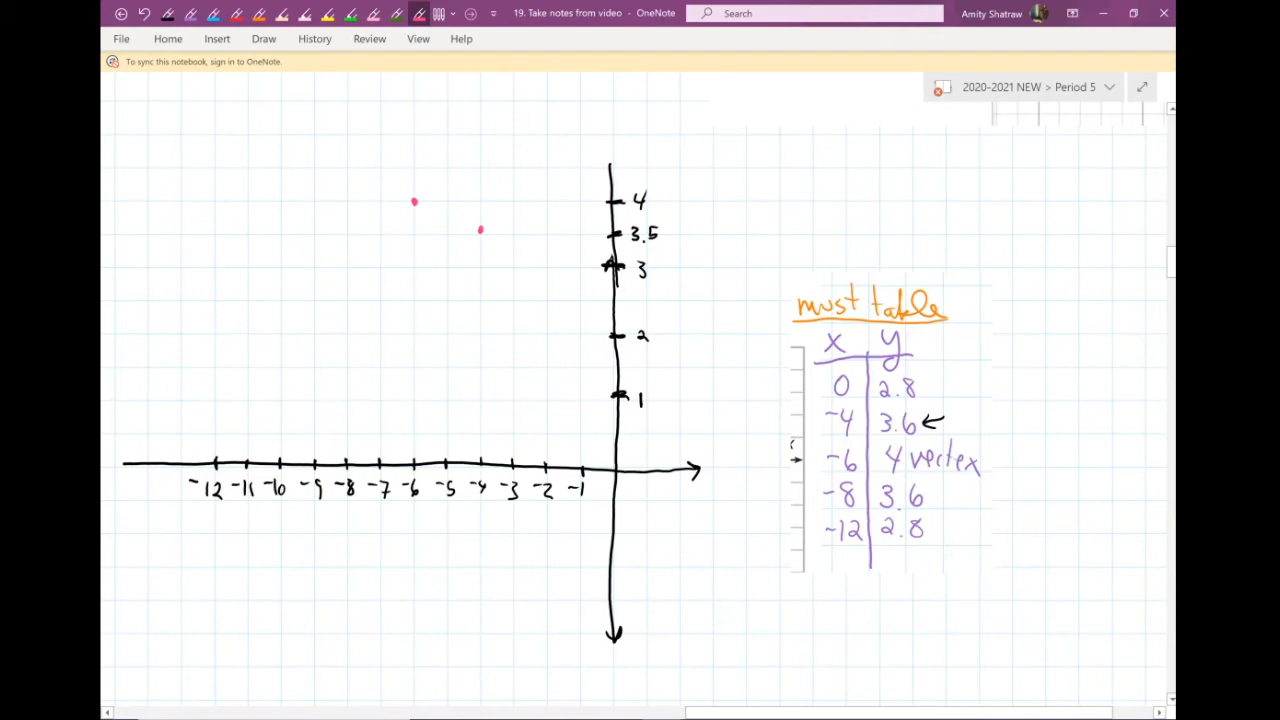 19. Take notes from video - OneNote
Search
Amity Shatraw
File Home Insert Draw History Review View Help
To sync this notebook, sign in to OneNote.
2020-2021 NEW > Period 5
4
3.5
3
2
1
-12 -11 -10 -9 -8 -7 -6 -5 -4 -3 -2 -1
must table
x y
0 2.8
-4 3.6 ←
-6 4 vertex
-8 3.6
-12 2.8